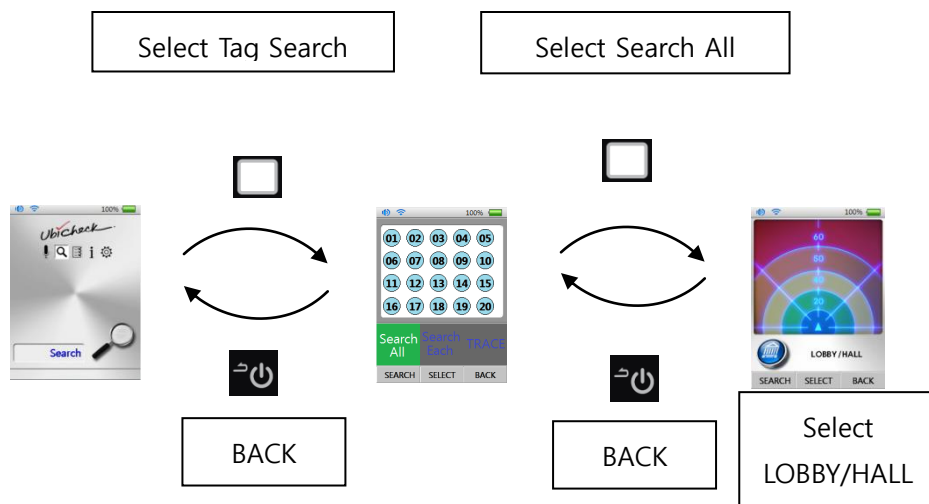 Select Tag Search
Select Search All
100%
Ubicheck
i
Search
100%
01 02 03 04 05
06 07 08 09 10
11 12 13 14 15
16 17 18 19 20
Search All
Search Each
TRACE
SEARCH SELECT BACK
100%
60
50
40
20
LOBBY/HALL
SEARCH SELECT BACK
BACK
BACK
Select
LOBBY/HALL